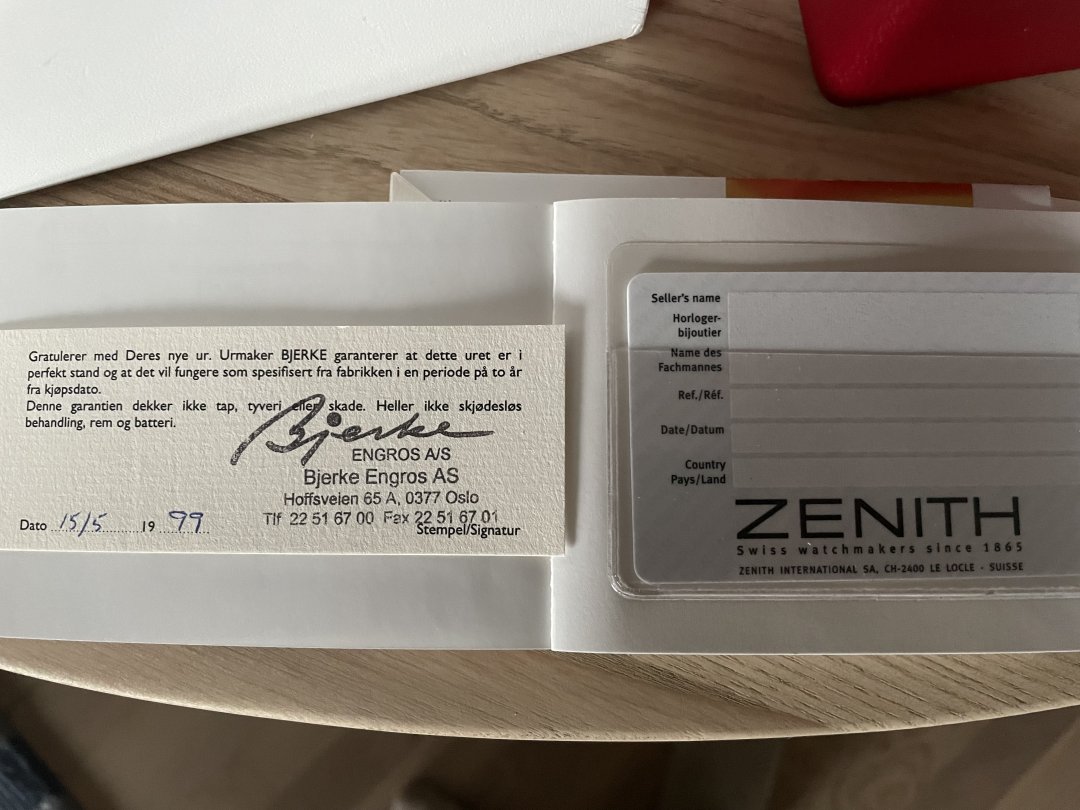 Gratulerer med Deres nye ur. Urmaker BJERKE garanterer at dette uret er i
perfekt stand og at det vil fungere som spesifisert fra fabrikken i en periode på to år
fra kjøpsdato.
Denne garantien dekker ikke tap, tyveri eller skade. Heller ikke skjødesløs
behandling, rem og batteri.
Bjerke
ENGROS A/S
Bjerke Engros AS
Hoffsveien 65 A, 0377 Oslo
Tlf 22 51 67 00 Fax 22 51 67 01
Dato 15/5 19 99
Stempel/Signatur
Seller's name
Horloger-
bijoutier
Name des
Fachmannes
Ref./Réf.
Date/Datum
Country
Pays/Land
ZENITH
Swiss watchmakers since 1865
ZENITH INTERNATIONAL SA, CH-2400 LE LOCLE - SUISSE